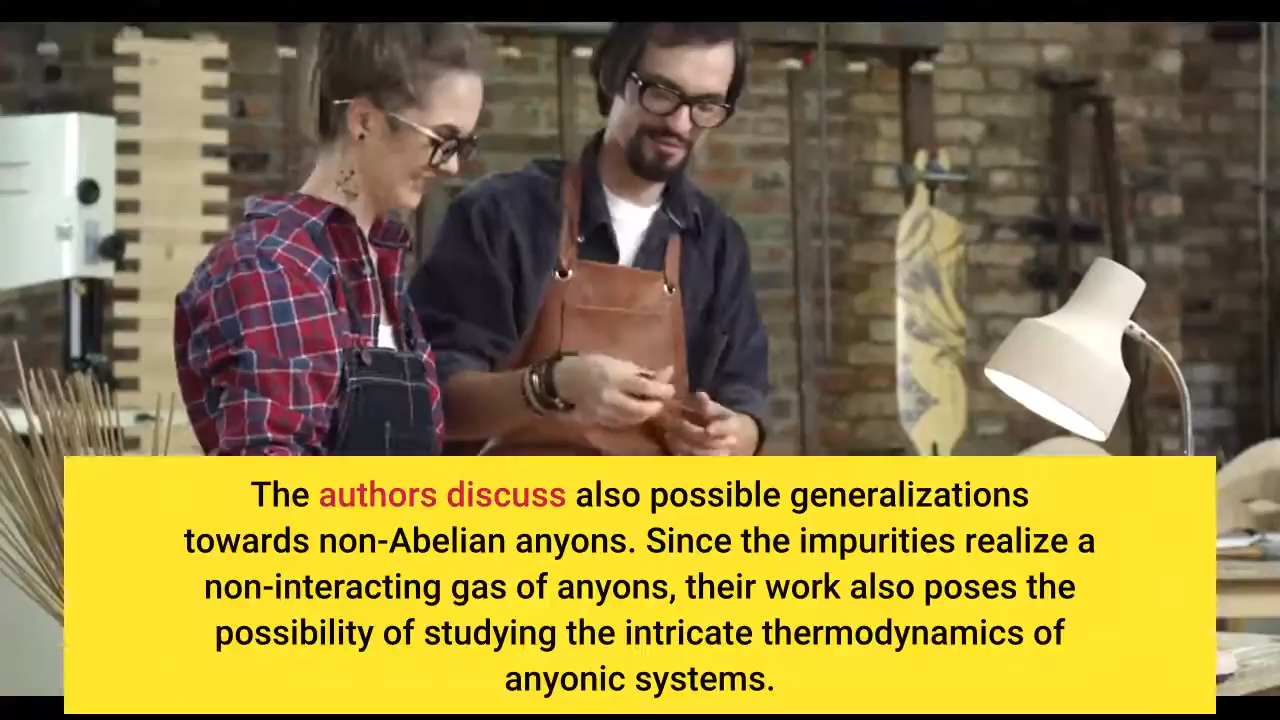 The authors discuss also possible generalizations
towards non-Abelian anyons. Since the impurities realize a
non-interacting gas of anyons, their work also poses the
possibility of studying the intricate thermodynamics of
anyonic systems.